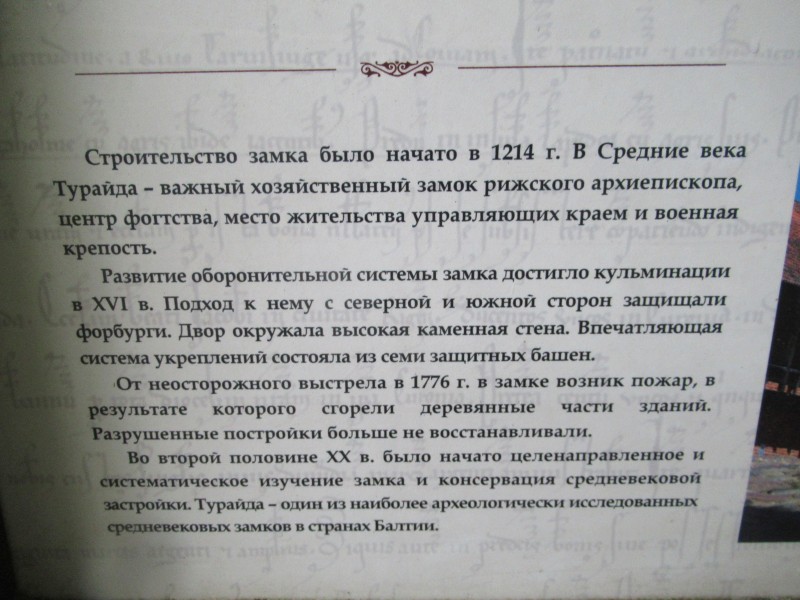 Строительство замка было начато в 1214 г. В Средние века
Турайда – важный хозяйственный замок рижского архиепископа,
центр фогтства, место жительства управляющих краем и военная
крепость.
Развитие оборонительной системы замка достигло кульминации
в XVI в. Подход к нему с северной и южной сторон защищали
форбурги. Двор окружала высокая каменная стена. Впечатляющая
система укреплений состояла из семи защитных башен.
От неосторожного выстрела в 1776 г. в замке возник пожар, в
результате которого сгорели деревянные части зданий.
Разрушенные постройки больше не восстанавливали.
Во второй половине XX в. было начато целенаправленное и
систематическое изучение замка и консервация средневековой
застройки. Турайда – один из наиболее археологически исследованных
средневековых замков в странах Балтии.